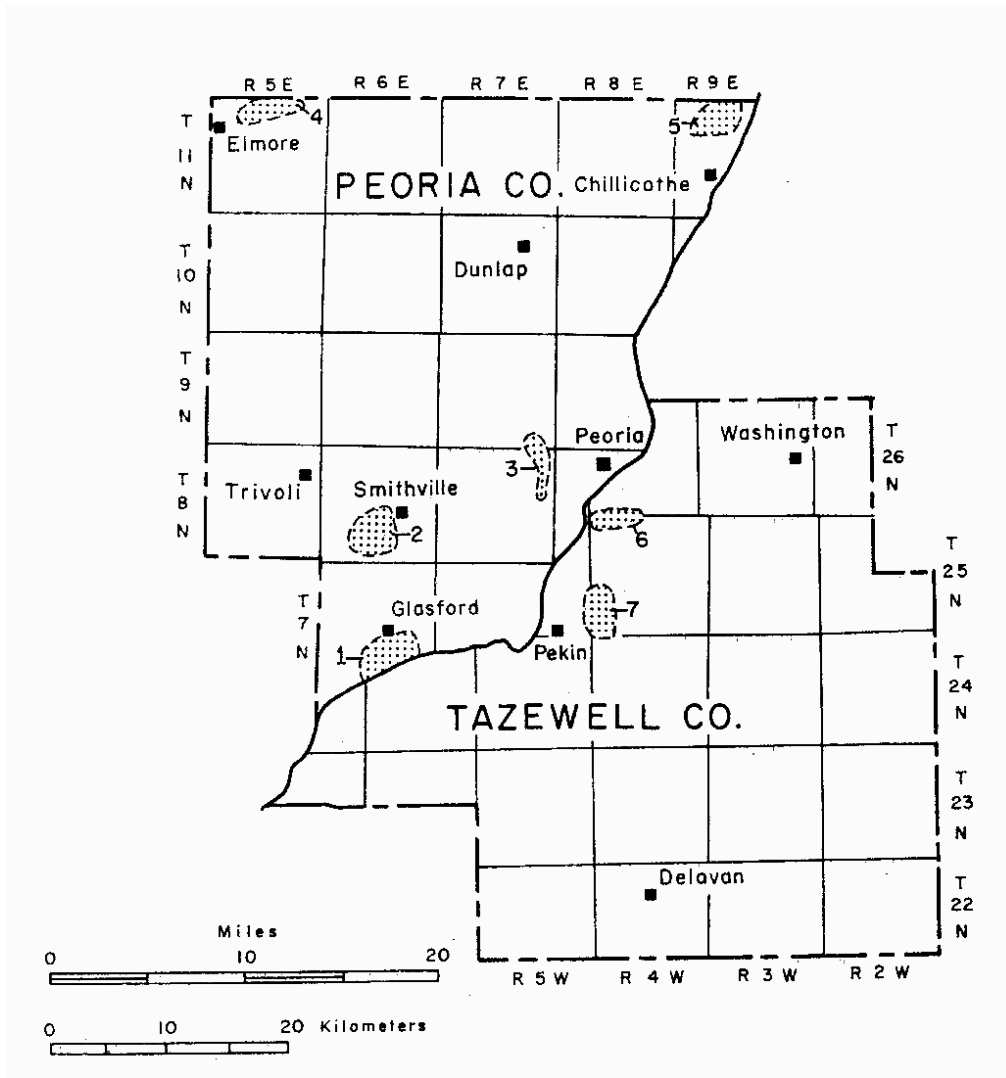 R 5 E R 6 E R 7 E R 8 E R 9 E
T
11
N
4
5
Elmore
PEORIA CO.
Chillicothe
T
10
N
Dunlap
T
9
N
Peoria
Washington
T
26
N
3
T
8
N
Trivoli
Smithville
2
6
T
25
N
T
7
N
Glasford
7
1
Pekin
T
24
N
TAZEWELL CO.
T
23
N
Delavan
T
22
N
Miles
0 10 20
R 5 W R 4 W R 3 W R 2 W
0 10 20 Kilometers